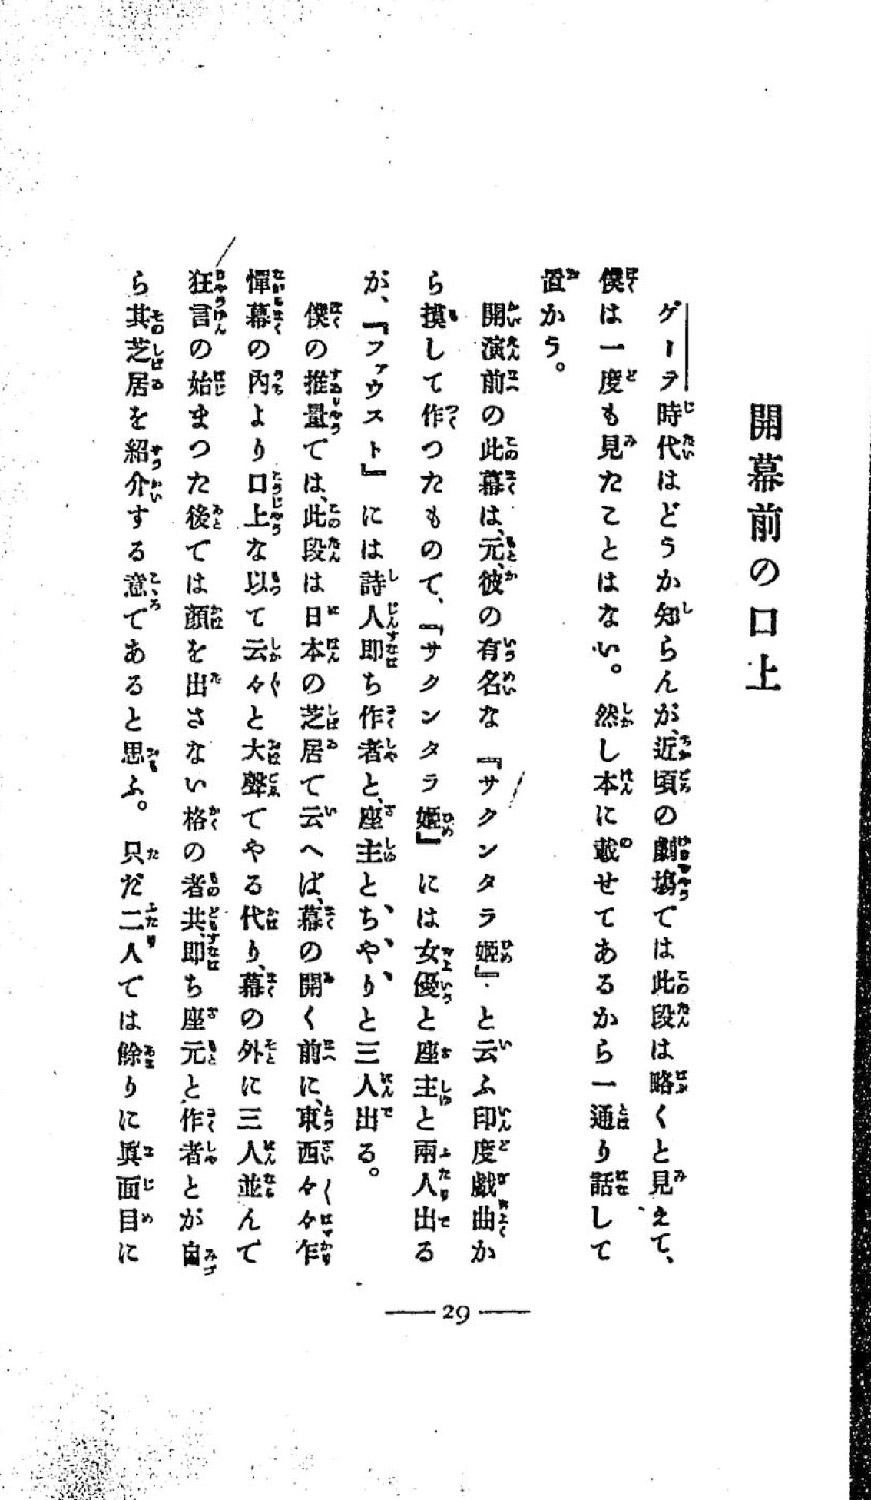 開幕前の口上
ゲーテ時代はどうか知らんが、近頃の劇塲では此段は略くと見えて、
僕は一度も見たことはない。然し本に載せてあるから一通り話して
置かう。
開演前の此幕は、元、彼の有名な『サクンタラ姫』と云ふ印度戯曲か
ら摸して作つたもので、『サクンタラ姫』には女優と座主と兩人出る
が、『ファウスト』には詩人即ち作者と、座主とちやりと三人出る。
僕の推量では、此段は日本の芝居で云へば、幕の開く前に、東西々々乍
憚幕の內より口上な以て云々と大聲でやる代り、幕の外に三人並んで
狂言の始まつた後では顏を出さない格の者共、即ち座元と作者とが自
ら其芝居を紹介する意であると思ふ。只だ二人では餘りに眞面目に
29